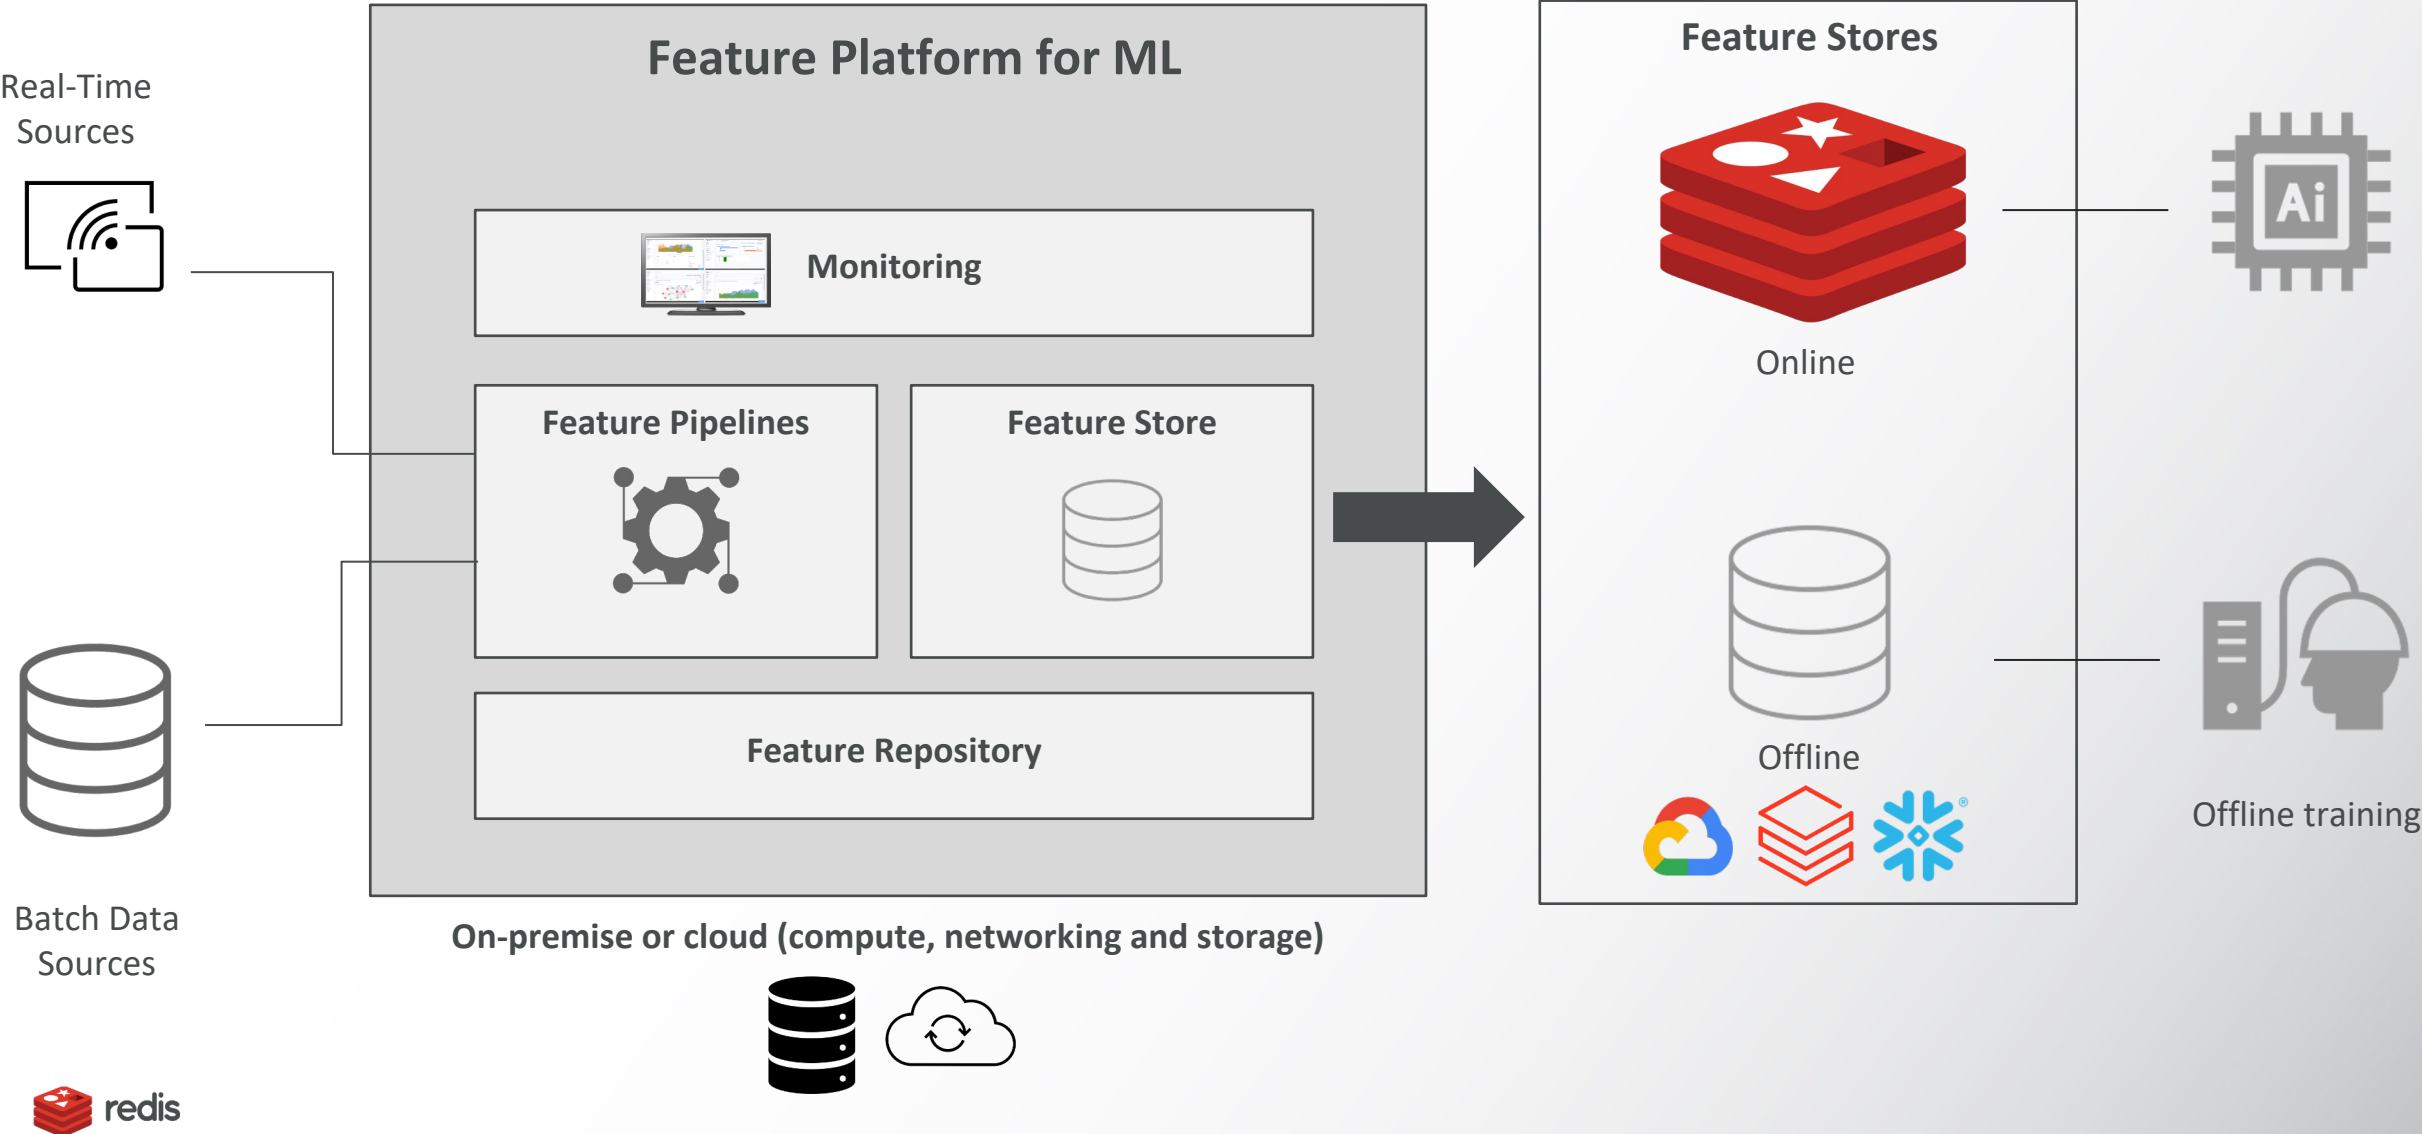 Feature Platform for ML
Feature Stores
Real-Time
Sources
Ai
Monitoring
Online
Feature Pipelines
Feature Store
Feature Repository
Offline
®
Offline training
Batch Data
Sources
On-premise or cloud (compute, networking and storage)
redis